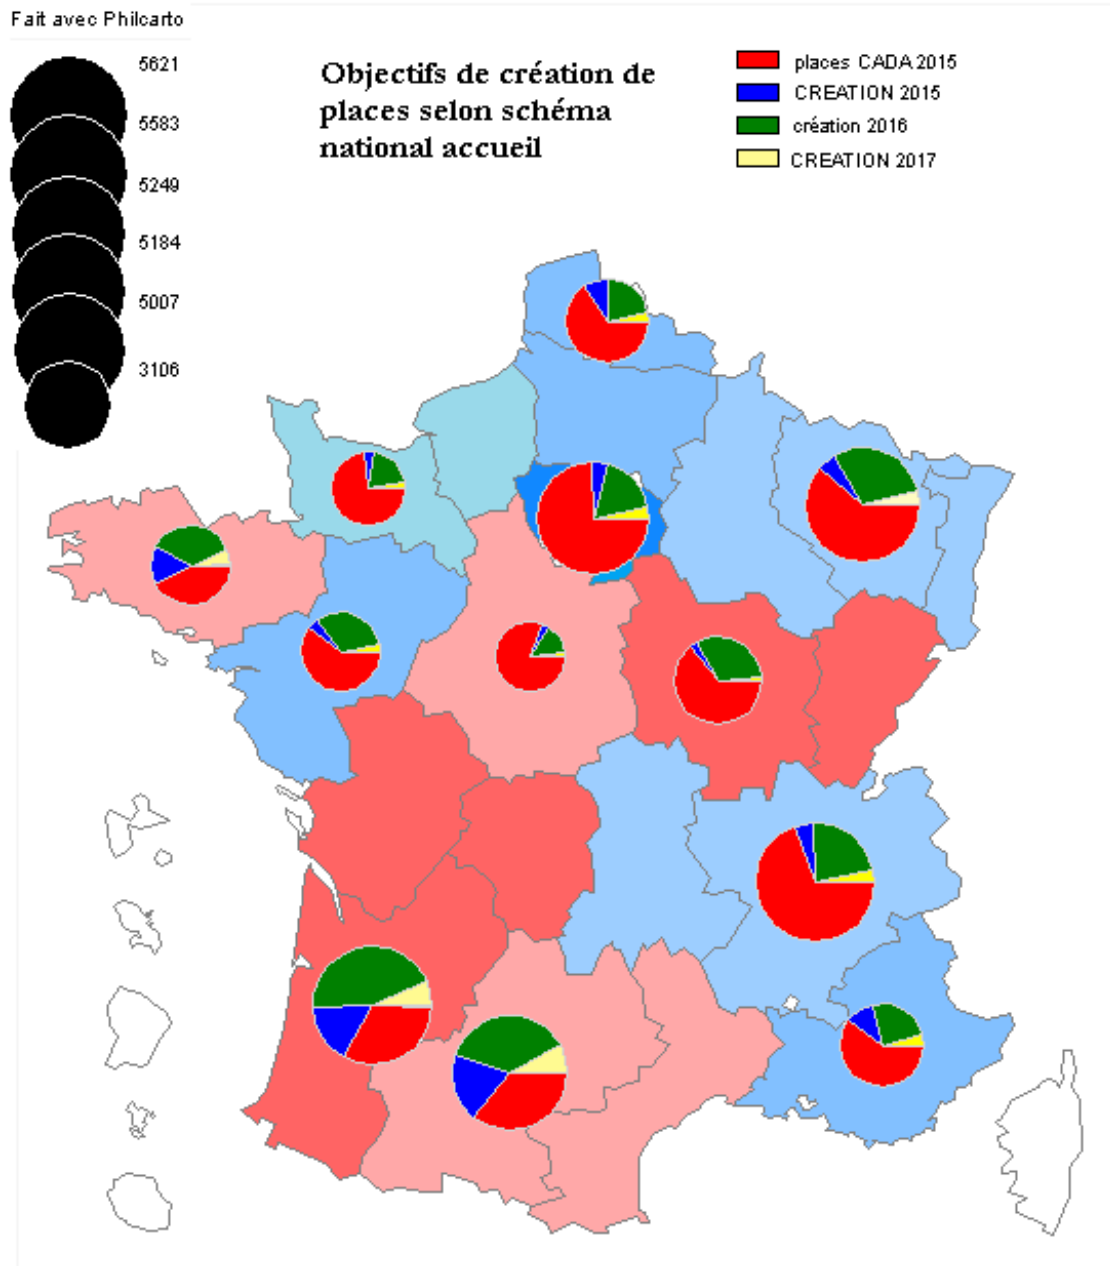 Fait avec Philcarto
5621
5583
5249
5184
5007
3106
Objectifs de création de
places selon schéma
national accueil
places CADA 2015
CREATION 2015
création 2016
CREATION 2017